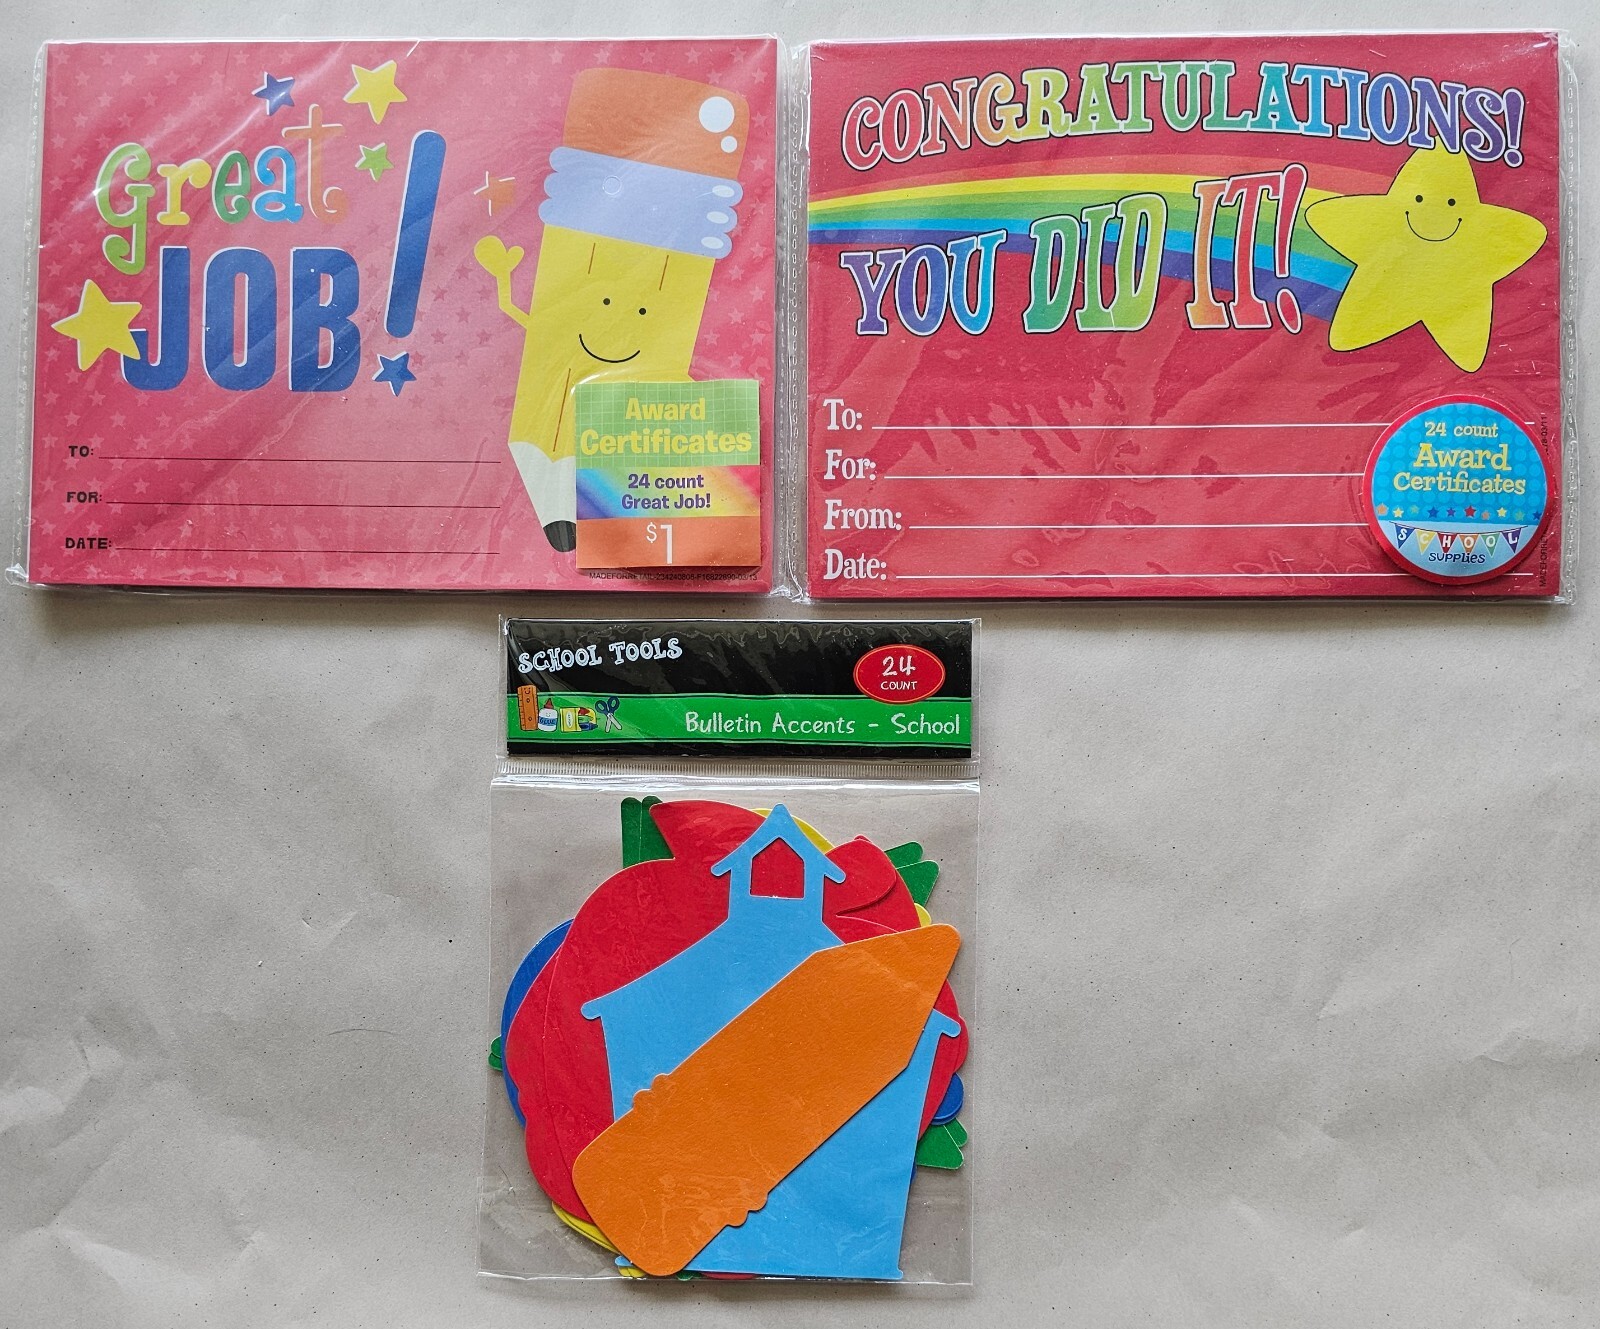 Great
JOB!
TO:
FOR:
DATE:
Award
Certificates
24 count
Great Job!
$1
CONGRATULATIONS!
YOU DID IT!
To:
For:
From:
Date:
24 count
Award
Certificates
SCHOOL
SUPPLIES
SCHOOL TOOLS
24
COUNT
GLUE
Bulletin Accents - School